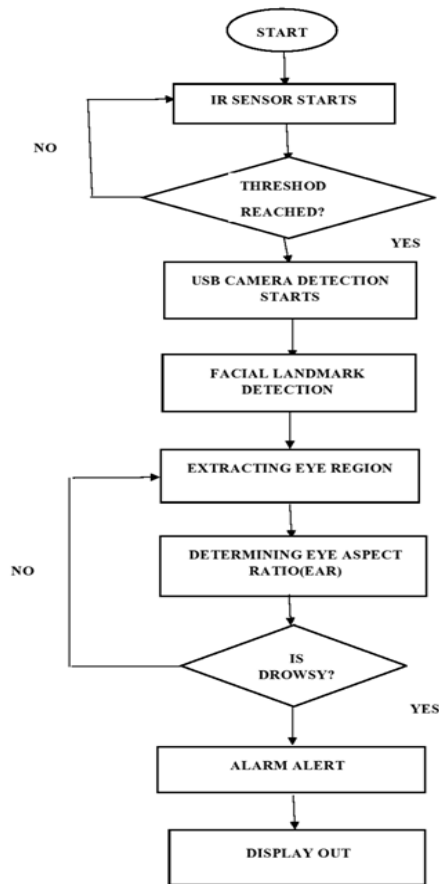 START
IR SENSOR STARTS
NO
THRESHOD
REACHED?
YES
USB CAMERA DETECTION
STARTS
FACIAL LANDMARK
DETECTION
EXTRACTING EYE REGION
DETERMINING EYE ASPECT
RATIO(EAR)
NO
IS
DROWSY?
YES
ALARM ALERT
DISPLAY OUT